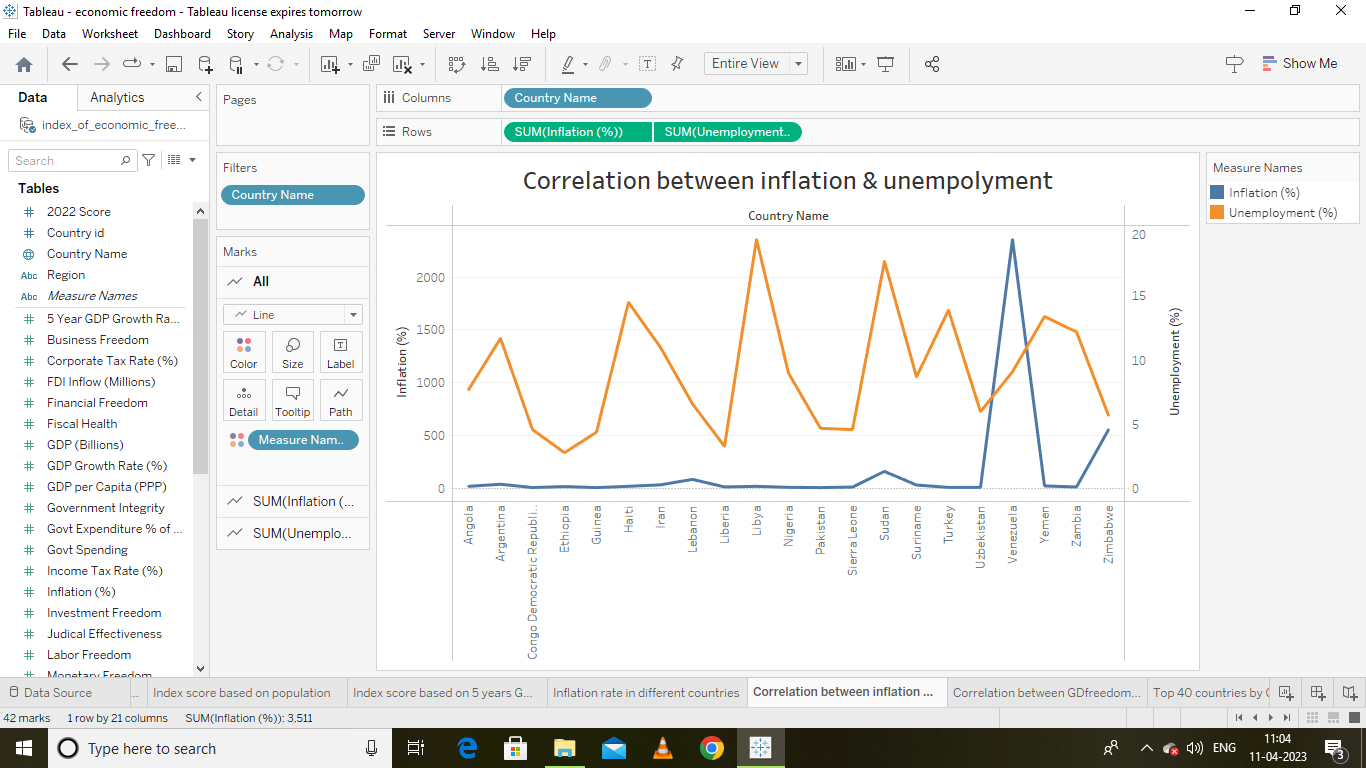 Tableau - economic freedom - Tableau license expires tomorrow
File Data Worksheet Dashboard Story Analysis Map Format Server Window Help
Entire View
Show Me
Data Analytics
index_of_economic_free...
Search
Tables
2022 Score
Country id
Country Name
Abc Region
Abc Measure Names
5 Year GDP Growth Ra...
Business Freedom
Corporate Tax Rate (%)
FDI Inflow (Millions)
Financial Freedom
Fiscal Health
GDP (Billions)
GDP Growth Rate (%)
GDP per Capita (PPP)
Government Integrity
Govt Expenditure % of ...
Govt Spending
Income Tax Rate (%)
Inflation (%)
Investment Freedom
Judical Effectiveness
Labor Freedom
Monetary Freedom
Pages
Filters
Country Name
Marks
All
Line
Color Size Label
Detail Tooltip Path
Measure Nam..
SUM(Inflation (...
SUM(Unemplo...
Columns Country Name
Rows SUM(Inflation (%)) SUM(Unemployment..
Correlation between inflation & unempolyment
Country Name
Inflation (%)
2000
1500
1000
500
0
Unemployment (%)
20
15
10
5
0
Angola
Argentina
Congo Democratic Republi..
Ethiopia
Guinea
Haiti
Iran
Lebanon
Liberia
Libya
Nigeria
Pakistan
Sierra Leone
Sudan
Suriname
Turkey
Uzbekistan
Venezuela
Yemen
Zambia
Zimbabwe
Measure Names
Inflation (%)
Unemployment (%)
Data Source ... Index score based on population Index score based on 5 years G... Inflation rate in different countries Correlation between inflation ... Correlation between GDfreedom... Top 40 countries by
42 marks 1 row by 21 columns SUM(Inflation (%)): 3,511
Type here to search
ENG
11:04
11-04-2023
3